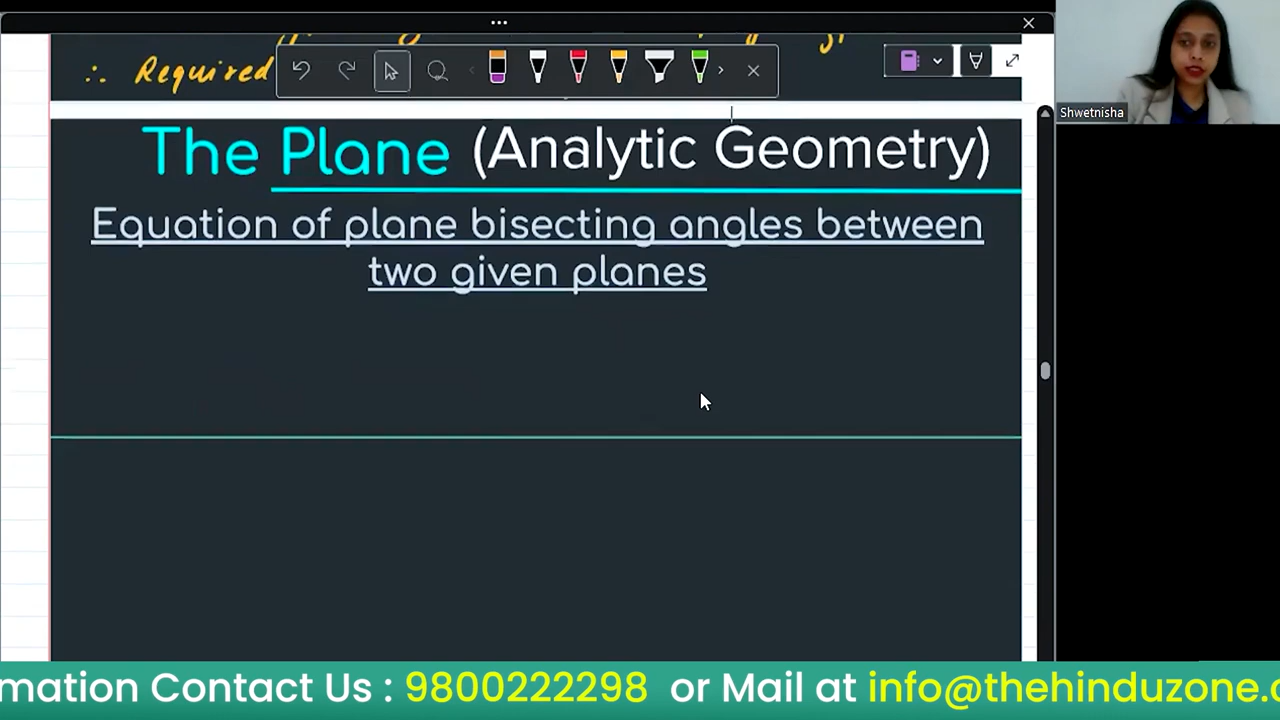 ∴ Required
Shwetnisha
The Plane (Analytic Geometry)
Equation of plane bisecting angles between
two given planes
mation Contact Us : 9800222298 or Mail at info@thehinduzone.